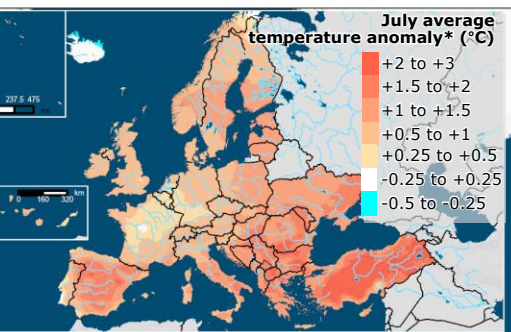 July average
temperature anomaly* (°C)
+2 to +3
+1.5 to +2
+1 to +1.5
+0.5 to +1
+0.25 to +0.5
-0.25 to +0.25
-0.5 to -0.25
237.5 475
km
0 160 320